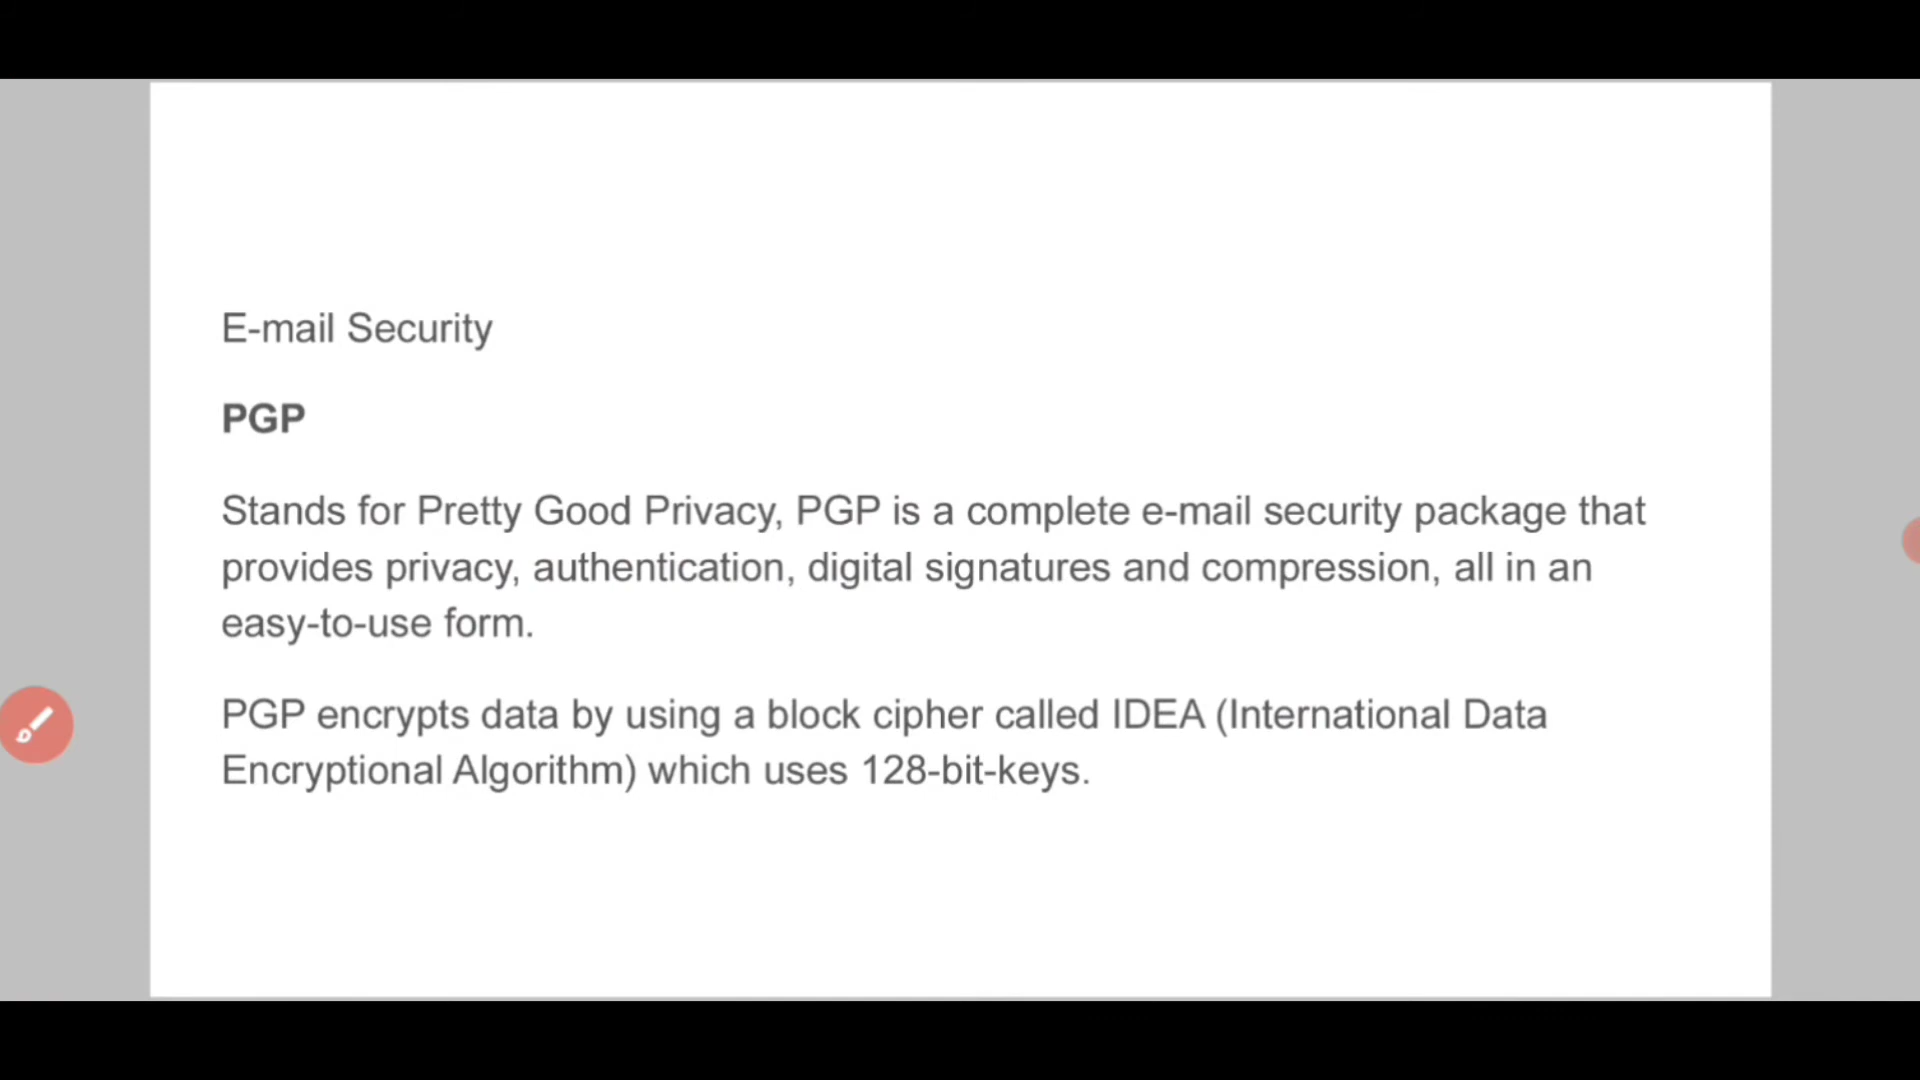 E-mail Security
PGP
Stands for Pretty Good Privacy, PGP is a complete e-mail security package that
provides privacy, authentication, digital signatures and compression, all in an
easy-to-use form.
PGP encrypts data by using a block cipher called IDEA (International Data
Encryptional Algorithm) which uses 128-bit-keys.